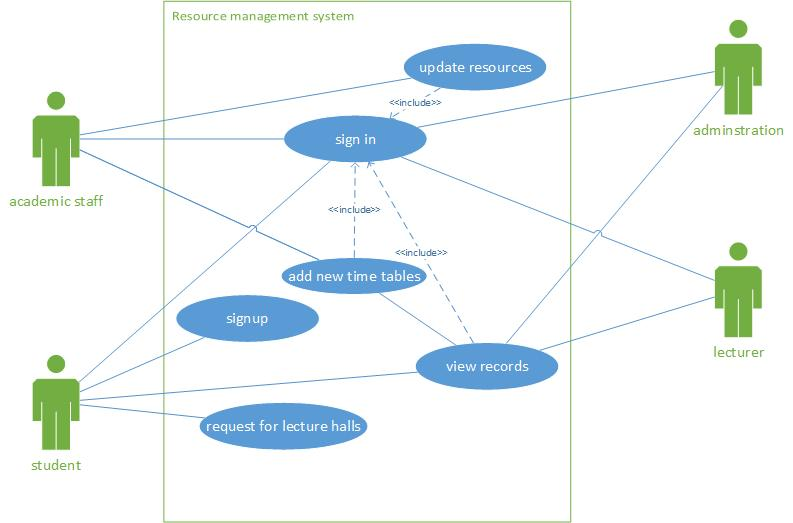 Resource management system
update resources
<<include>>
sign in
adminstration
academic staff
<<include>>
<<include>>
add new time tables
signup
lecturer
view records
request for lecture halls
student